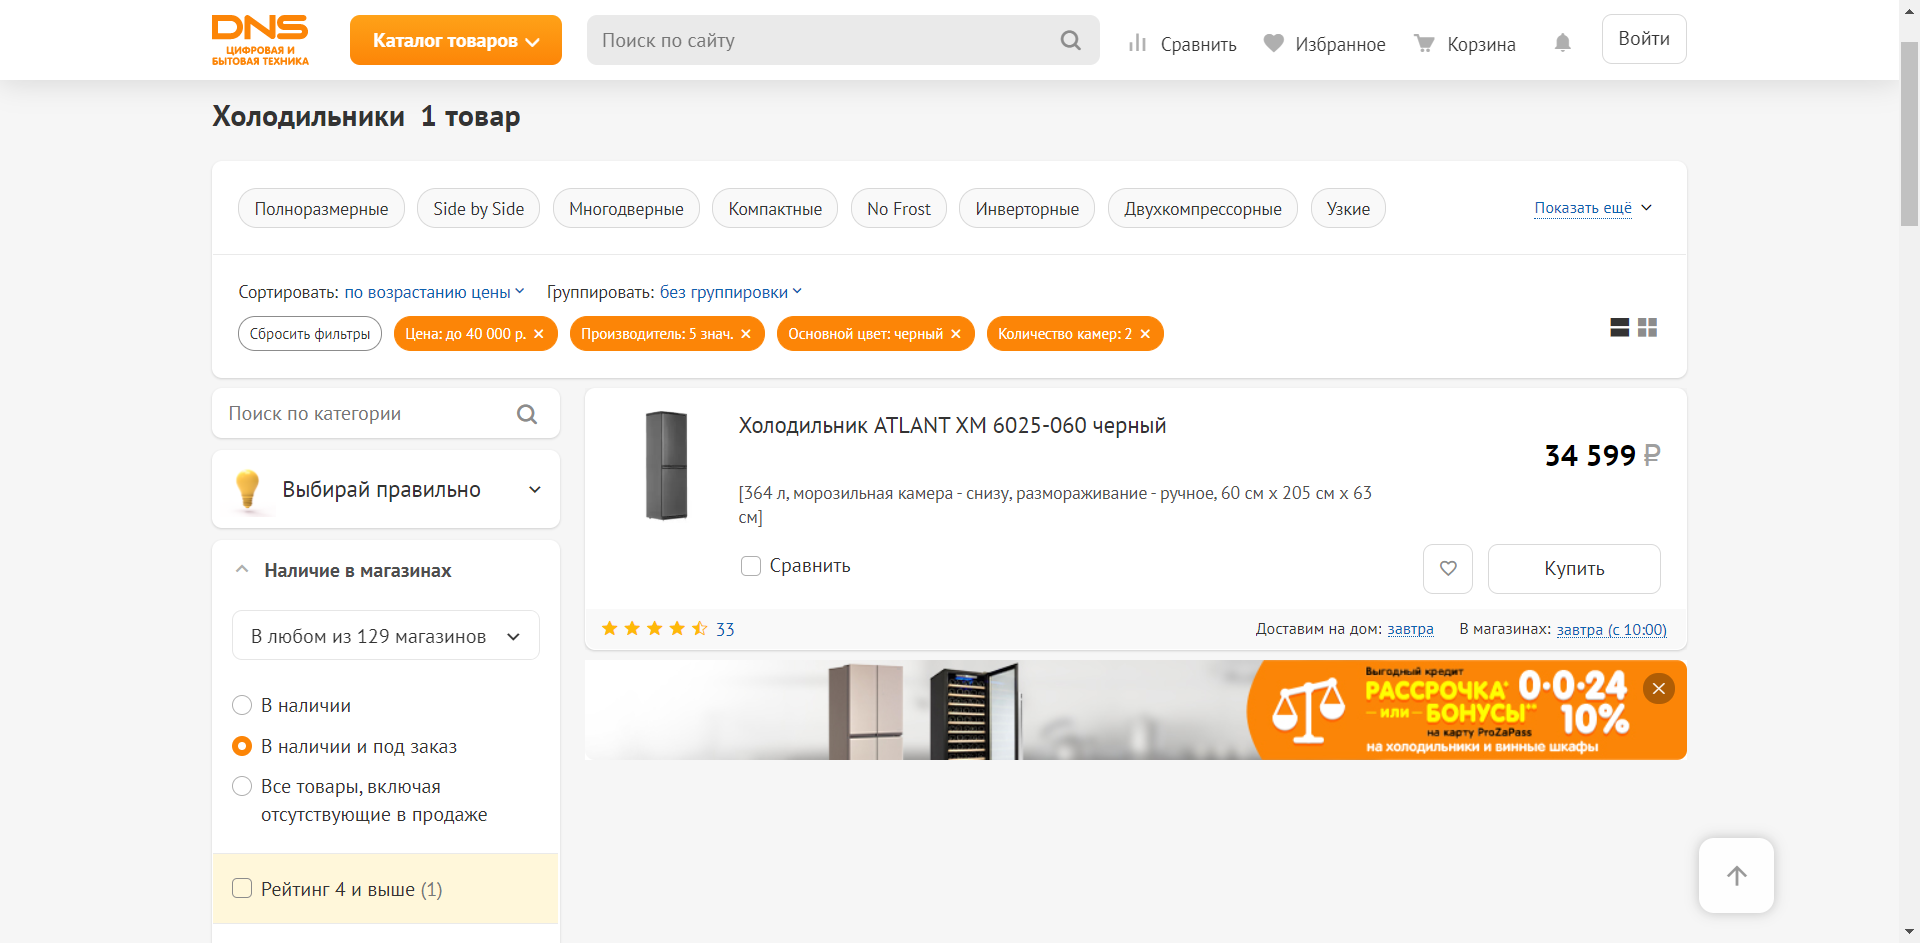 DNS
ЦИФРОВАЯ И
БЫТОВАЯ ТЕХНИКА
Каталог товаров
Поиск по сайту
Сравнить
Избранное
Корзина
Войти
Холодильники 1 товар
Полноразмерные
Side by Side
Многодверные
Компактные
No Frost
Инверторные
Двухкомпрессорные
Узкие
Показать ещё
Сортировать: по возрастанию цены
Группировать: без группировки
Сбросить фильтры
Цена: до 40 000 р.
Производитель: 5 знач.
Основной цвет: черный
Количество камер: 2
Поиск по категории
Выбирай правильно
Наличие в магазинах
В любом из 129 магазинов
В наличии
В наличии и под заказ
Все товары, включая
отсутствующие в продаже
Рейтинг 4 и выше (1)
Холодильник ATLANT ХМ 6025-060 черный
34 599 ₽
[364 л, морозильная камера - снизу, размораживание - ручное, 60 см x 205 см x 63
см]
Сравнить
Купить
33
Доставим на дом: завтра
В магазинах: завтра (с 10:00)
Выгодный кредит
РАССРОЧКА* 0·0·24
или БОНУСЫ** 10%
на карту ProZaPass
на холодильники и винные шкафы